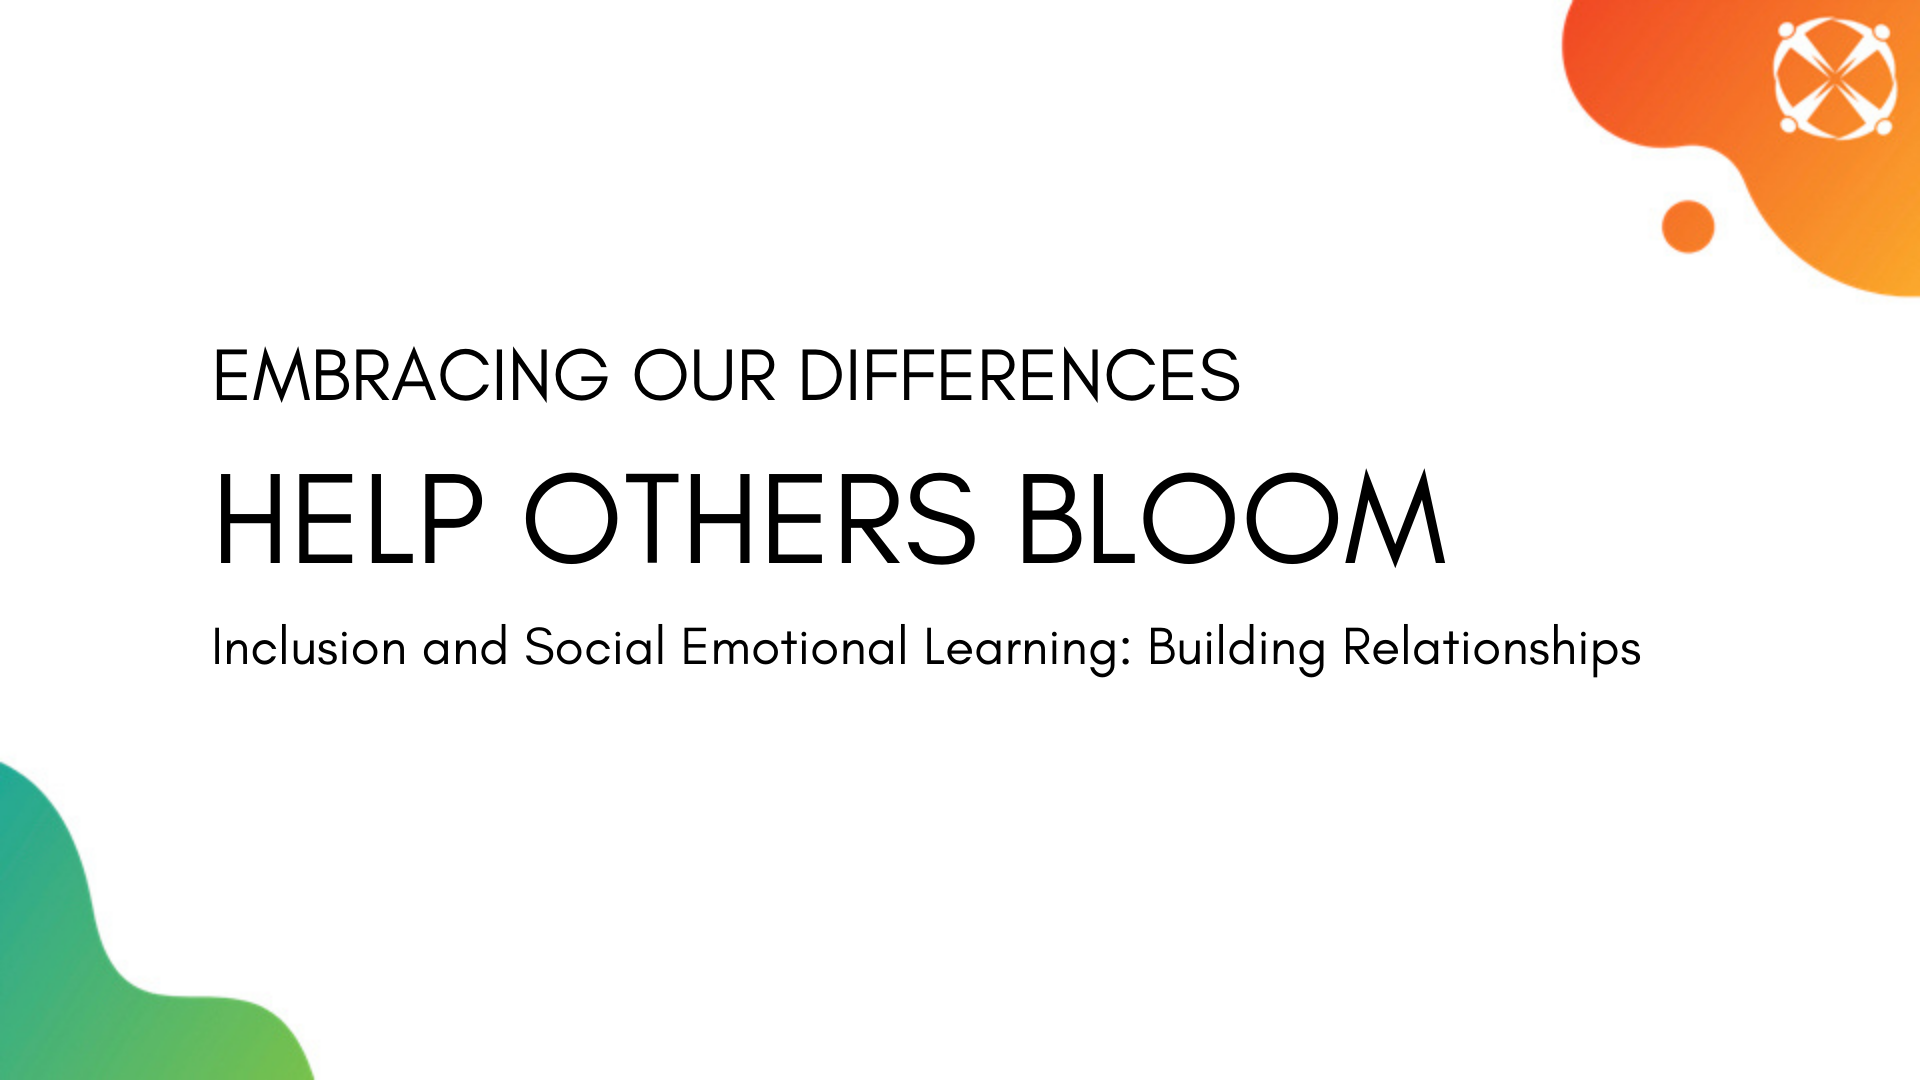 EMBRACING OUR DIFFERENCES
HELP OTHERS BLOOM
Inclusion and Social Emotional Learning: Building Relationships